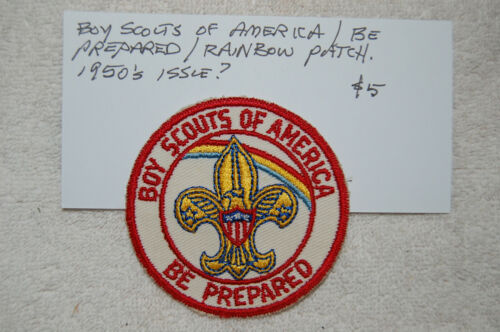 BOY SCOUTS OF AMERICA / BE
PREPARED / RAINBOW PATCH.
1950's ISSUE?
$5
BOY SCOUTS OF AMERICA
BE PREPARED